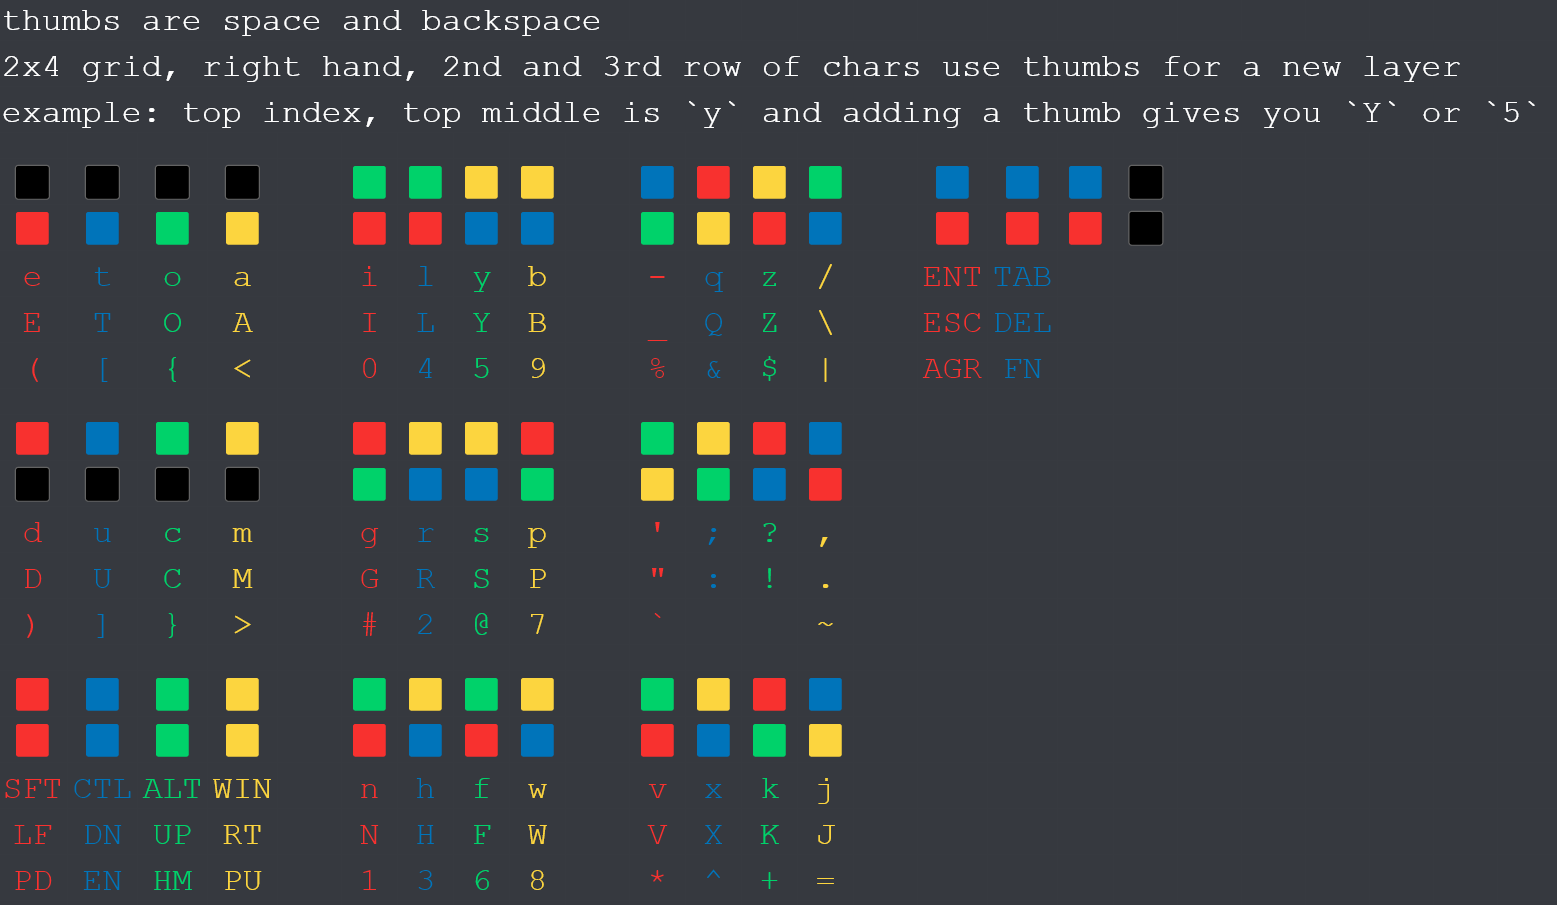 thumbs are space and backspace
2x4 grid, right hand, 2nd and 3rd row of chars use thumbs for a new layer
example: top index, top middle is `y` and adding a thumb gives you `Y` or `5`
e t o a i l y b - q z / ENT TAB
E T O A I L Y B _ Q Z \ ESC DEL
( [ { < 0 4 5 9 % & $ | AGR FN
d u c m g r s p ' ; ? ,
D U C M G R S P " : ! .
) ] } > # 2 @ 7 ` ~
SFT CTL ALT WIN n h f w v x k j
LF DN UP RT N H F W V X K J
PD EN HM PU 1 3 6 8 * ^ + =